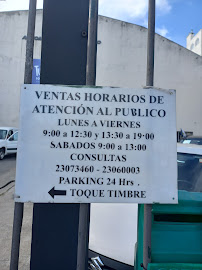 VENTAS HORARIOS DE
ATENCIÓN AL PUBLICO
LUNES A VIERNES
9:00 a 12:30 y 13:30 a 19:00
SABADOS 9:00 a 13:00
CONSULTAS
23073460 - 23060003
PARKING 24 Hrs .
TOQUE TIMBRE